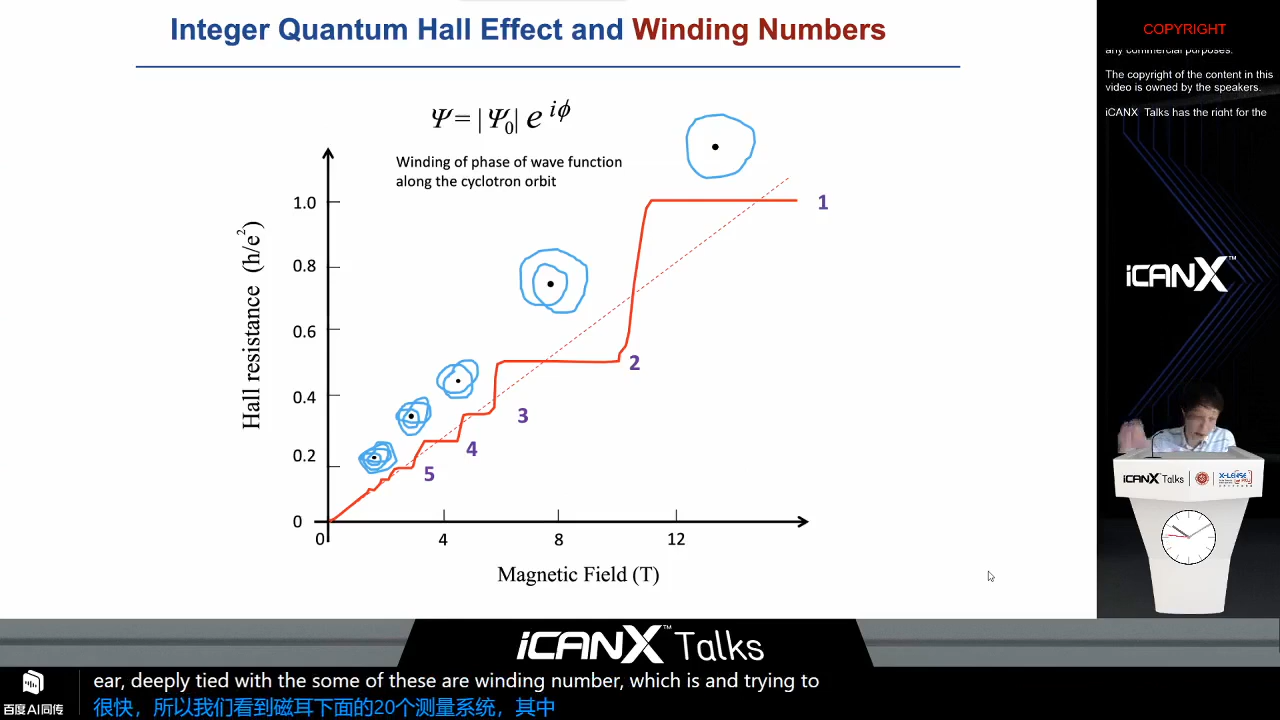 Integer Quantum Hall Effect and Winding Numbers
Ψ = |Ψ₀| e^{iϕ}
Winding of phase of wave function
along the cyclotron orbit
Hall resistance (h/e²)
1.0
0.8
0.6
0.4
0.2
0
0
4
8
12
Magnetic Field (T)
1
2
3
4
5
COPYRIGHT
any commercial purposes.
The copyright of the content in this
video is owned by the speakers.
iCANX Talks has the right for the
iCANX™
iCANX Talks
X-LENSE
iCANX™ Talks
ear, deeply tied with the some of these are winding number, which is and trying to
很快，所以我们看到磁耳下面的20个测量系统，其中
百度AI同传